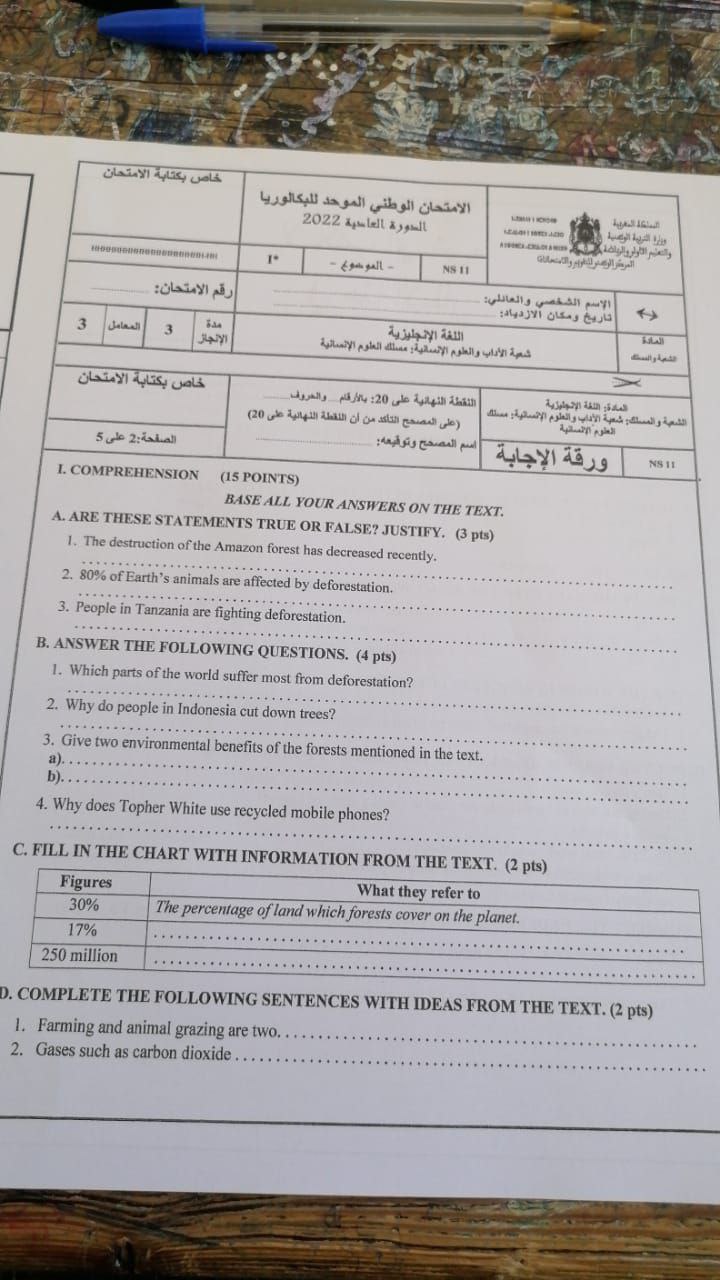 خاص بكتابة الامتحان
الامتحان الوطني الموحد للبكالوريا
الدورة العادية 2022
المملكة المغربية
وزارة التربية الوطنية
والتعليم الأولي والرياضة
المركز الوطني للتقويم والامتحانات
I*
- الموضوع -
NS 11
رقم الامتحان:
الإسم الشخصي والعائلي:
تاريخ ومكان الازدياد:
3
المعامل
3
مدة الإنجاز
اللغة الإنجليزية
شعبة الآداب والعلوم الإنسانية: مسلك العلوم الإنسانية
المادة
الشعبة والمسلك
خاص بكتابة الامتحان
الصفحة: 2 على 5
النقطة النهائية على 20: بالأرقام والحروف
(على المصحح التأكد من أن النقطة النهائية على 20)
اسم المصحح وتوقيعه:
المادة: اللغة الإنجليزية
الشعبة والمسلك: شعبة الآداب والعلوم الإنسانية: مسلك
العلوم الإنسانية
ورقة الإجابة
NS 11
I. COMPREHENSION (15 POINTS)
BASE ALL YOUR ANSWERS ON THE TEXT.
A. ARE THESE STATEMENTS TRUE OR FALSE? JUSTIFY. (3 pts)
1. The destruction of the Amazon forest has decreased recently.
2. 80% of Earth's animals are affected by deforestation.
3. People in Tanzania are fighting deforestation.
B. ANSWER THE FOLLOWING QUESTIONS. (4 pts)
1. Which parts of the world suffer most from deforestation?
2. Why do people in Indonesia cut down trees?
3. Give two environmental benefits of the forests mentioned in the text.
a)
b)
4. Why does Topher White use recycled mobile phones?
C. FILL IN THE CHART WITH INFORMATION FROM THE TEXT. (2 pts)
Figures What they refer to
30% The percentage of land which forests cover on the planet.
17%
250 million
D. COMPLETE THE FOLLOWING SENTENCES WITH IDEAS FROM THE TEXT. (2 pts)
1. Farming and animal grazing are two
2. Gases such as carbon dioxide